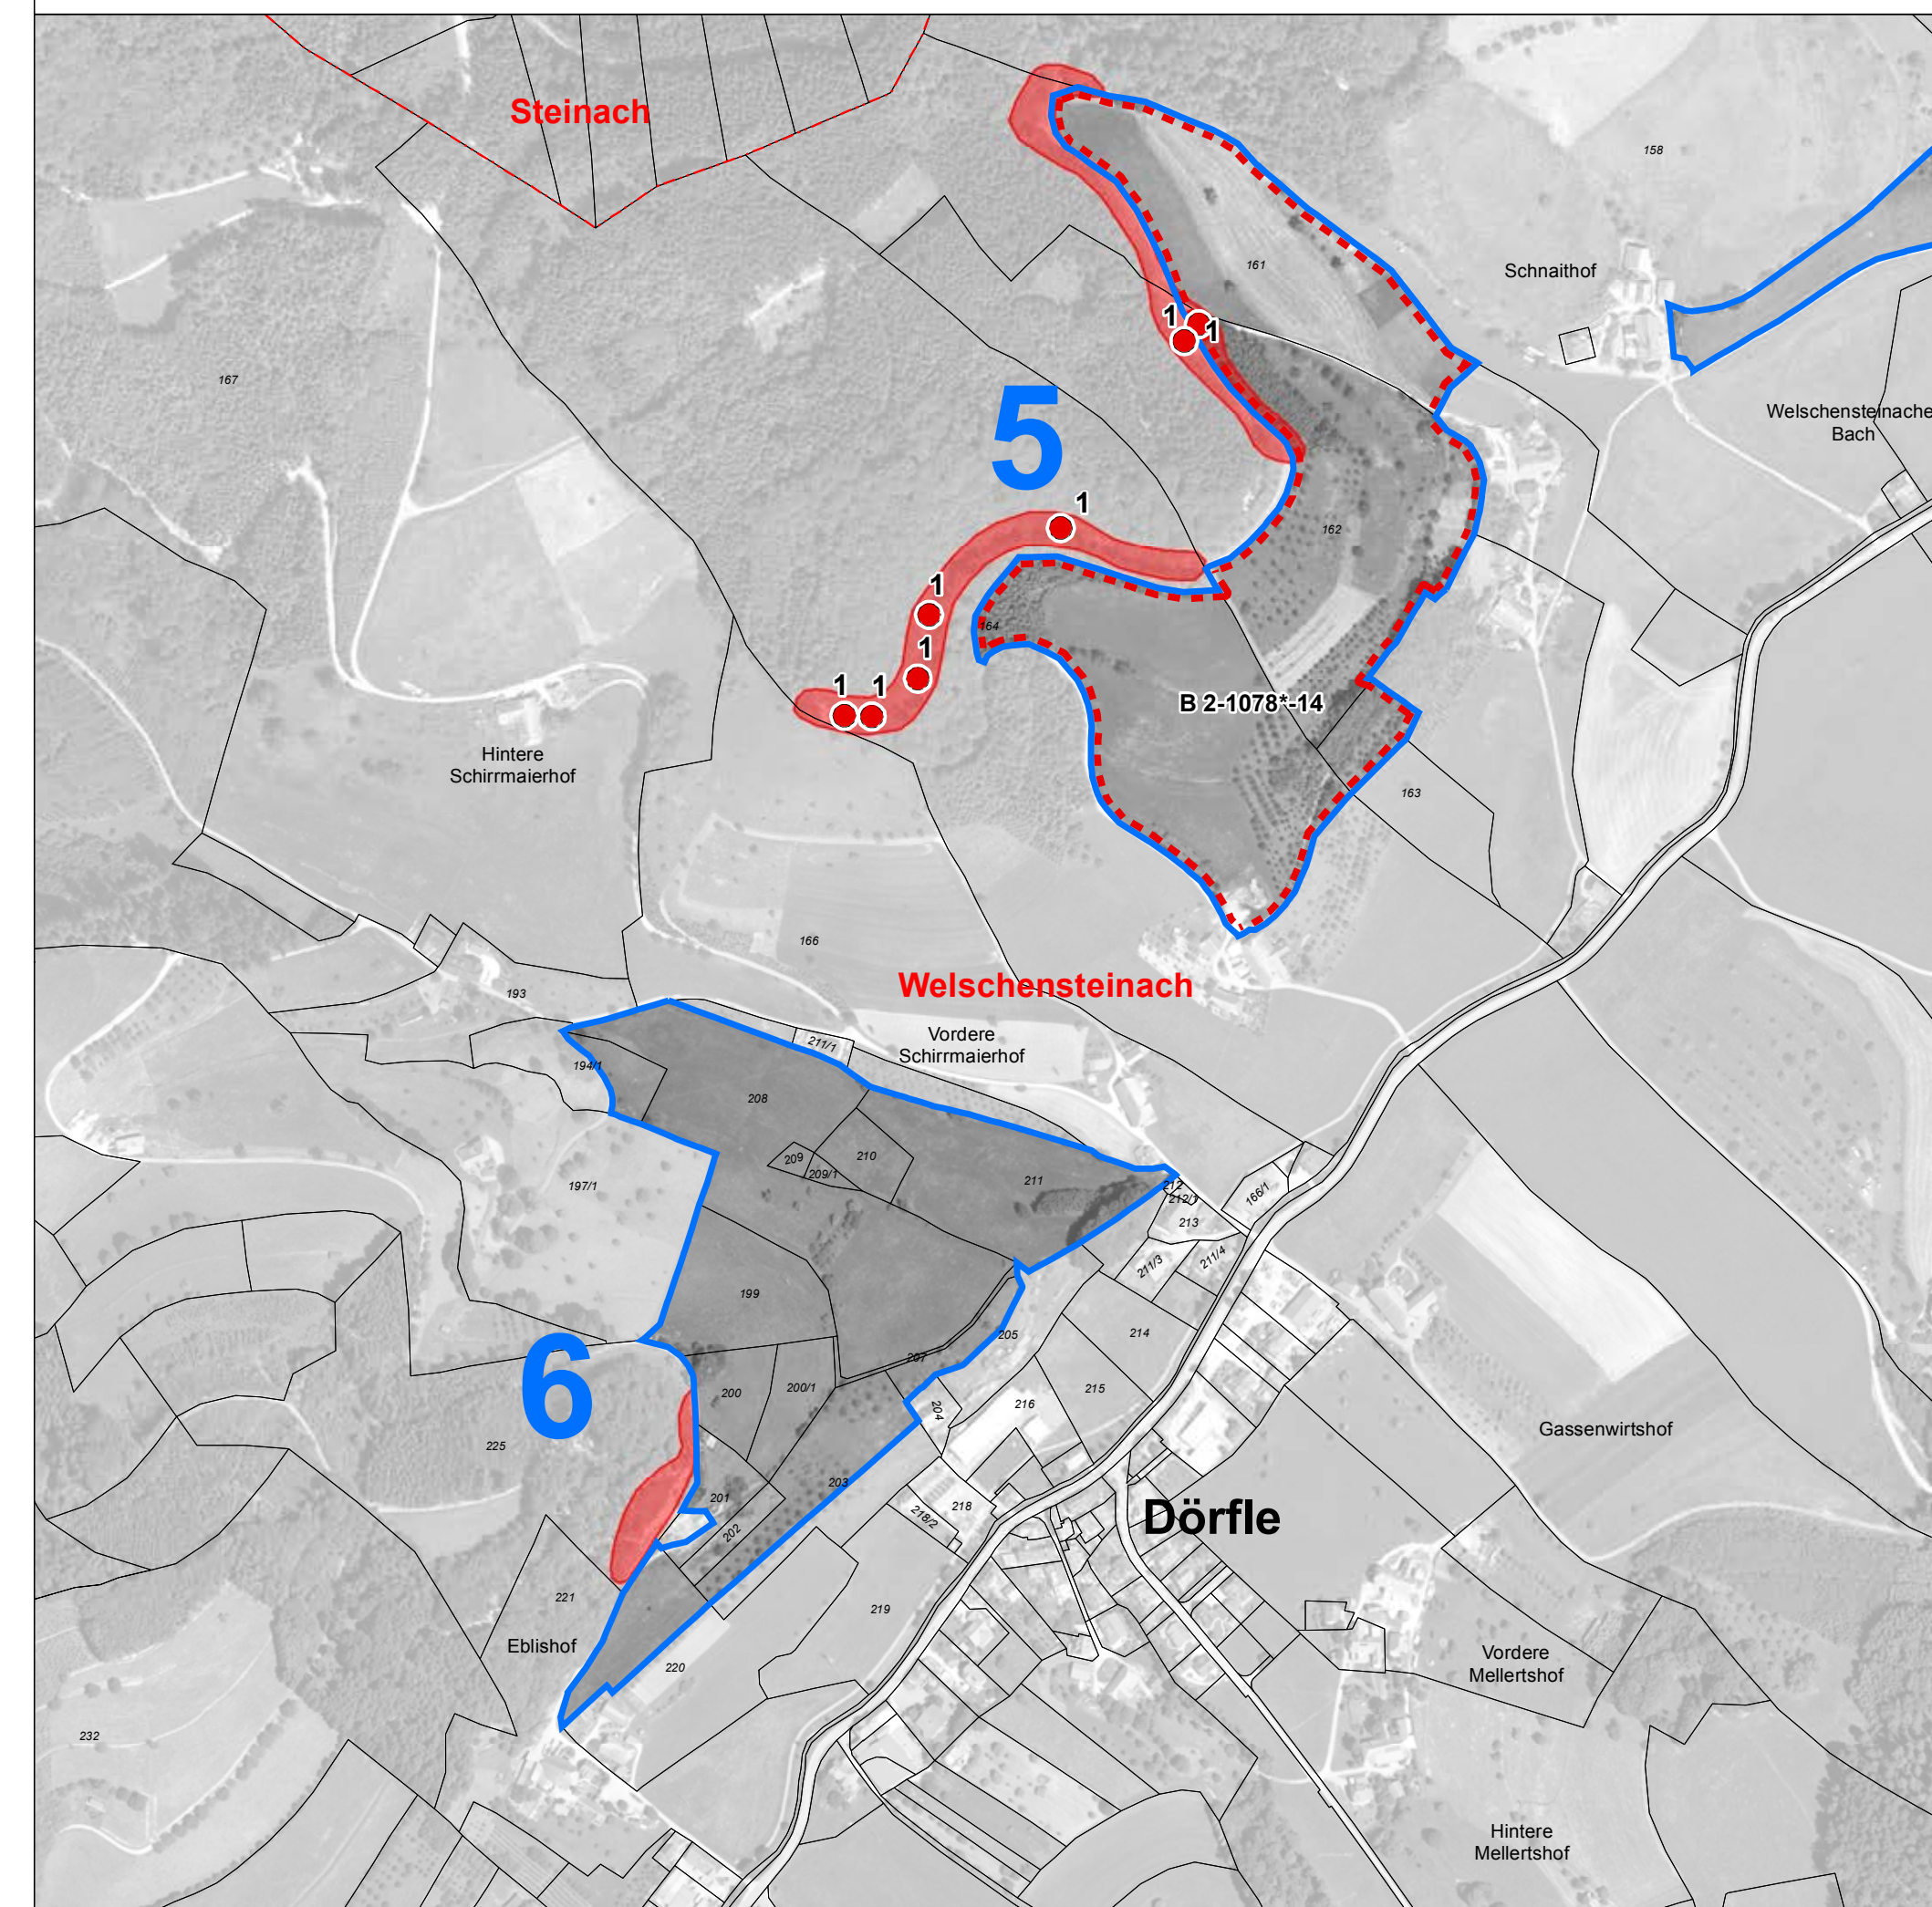 Steinach
158
161
Schnaithof
1
1
167
5
Welschensteinache
Bach
1
162
1
164
1
1
1
B 2-1078*-14
Hintere
Schirrmaierhof
163
166
Welschensteinach
193
Vordere
Schirrmaierhof
211/1
194/1
208
209
210
209/1
211
197/1
212
212/1
166/1
213
211/3
211/4
199
205
214
6
207
200
200/1
215
204
216
225
Gassenwirtshof
203
201
202
218
218/2
Dörfle
221
219
Eblishof
220
Vordere
Mellertshof
232
Hintere
Mellertshof